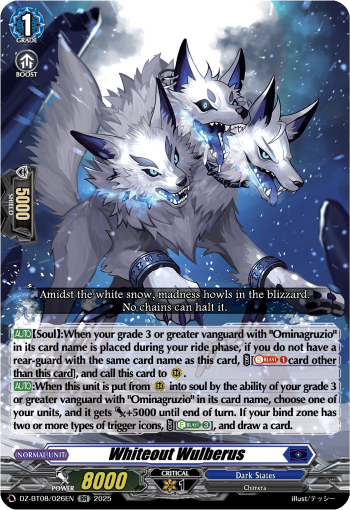 1
GRADE
BOOST
5000
SHIELD
Amidst the white snow, madness howls in the blizzard.
No chains can halt it.
AUTO[Soul]:When your grade 3 or greater vanguard with "Ominagruzio"
in its card name is placed during your ride phase, if you do not have a
rear-guard with the same name as this card, [SOUL BLAST 1 card other
than this card], and call this card to .
AUTO:When this unit is put from into soul by the ability of your grade 3
or greater vanguard with "Ominagruzio" in its card name, choose one of
your units, and it gets +5000 until end of turn. If your bind zone has
two or more types of trigger icons, [BLAST 3], and draw a card.
NORMAL UNIT
Whiteout Wulberus
POWER 8000
CRITICAL
1
Dark States
Chimera
DZ-BT08/026EN RR 2025
illust/テッシー